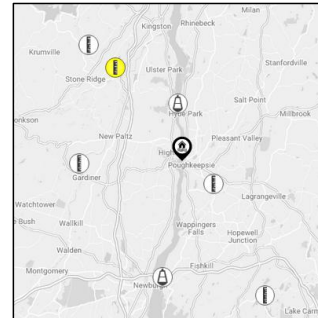 Milan
Kingston
Rhinebeck
Krumville
Stanfordville
Ulster Park
Stone Ridge
Salt Point
Hyde Park
Millbrook
New Paltz
Pleasant Valley
Poughkeepsie
Gardiner
Lagrangeville
Watchtower
Bush
Wallkill
Wappingers
Falls
Hopewell
Junction
Walden
Fishkill
Montgomery
Lake Carm